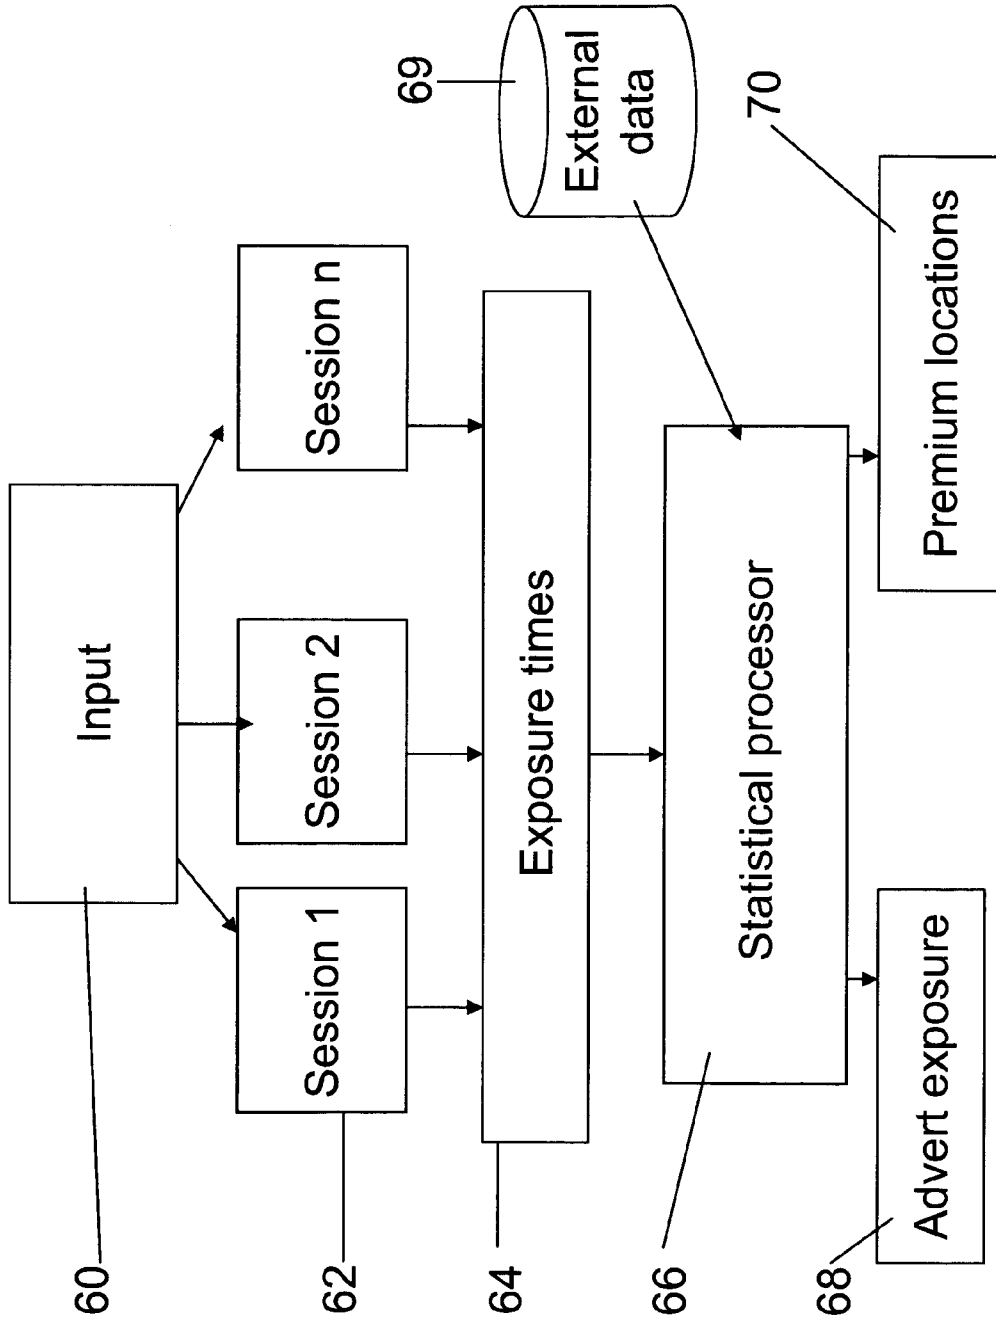 60
Input
62
Session 1
Session 2
Session n
64
Exposure times
69
External
data
66
Statistical processor
70
68
Advert exposure
Premium locations